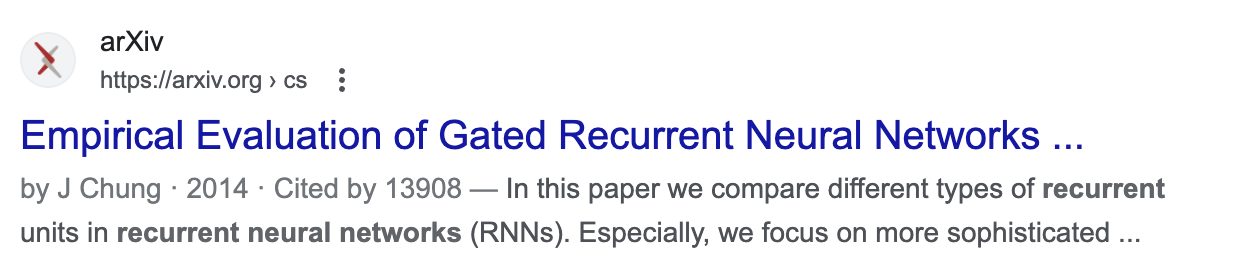 arXiv
https://arxiv.org › cs
Empirical Evaluation of Gated Recurrent Neural Networks ...
by J Chung · 2014 · Cited by 13908 — In this paper we compare different types of recurrent
units in recurrent neural networks (RNNs). Especially, we focus on more sophisticated ...